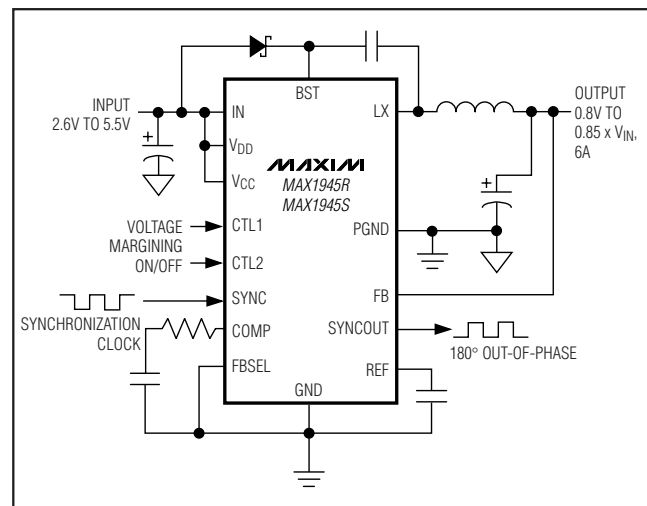 BST
INPUT
2.6V TO 5.5V
IN
LX
OUTPUT
0.8V TO
0.85 x VIN,
6A
VDD
MAXIM
MAX1945R
MAX1945S
VCC
+
+
VOLTAGE
MARGINING
ON/OFF
CTL1
CTL2
PGND
SYNC
FB
SYNCHRONIZATION
CLOCK
COMP
SYNCOUT
180° OUT-OF-PHASE
FBSEL
REF
GND